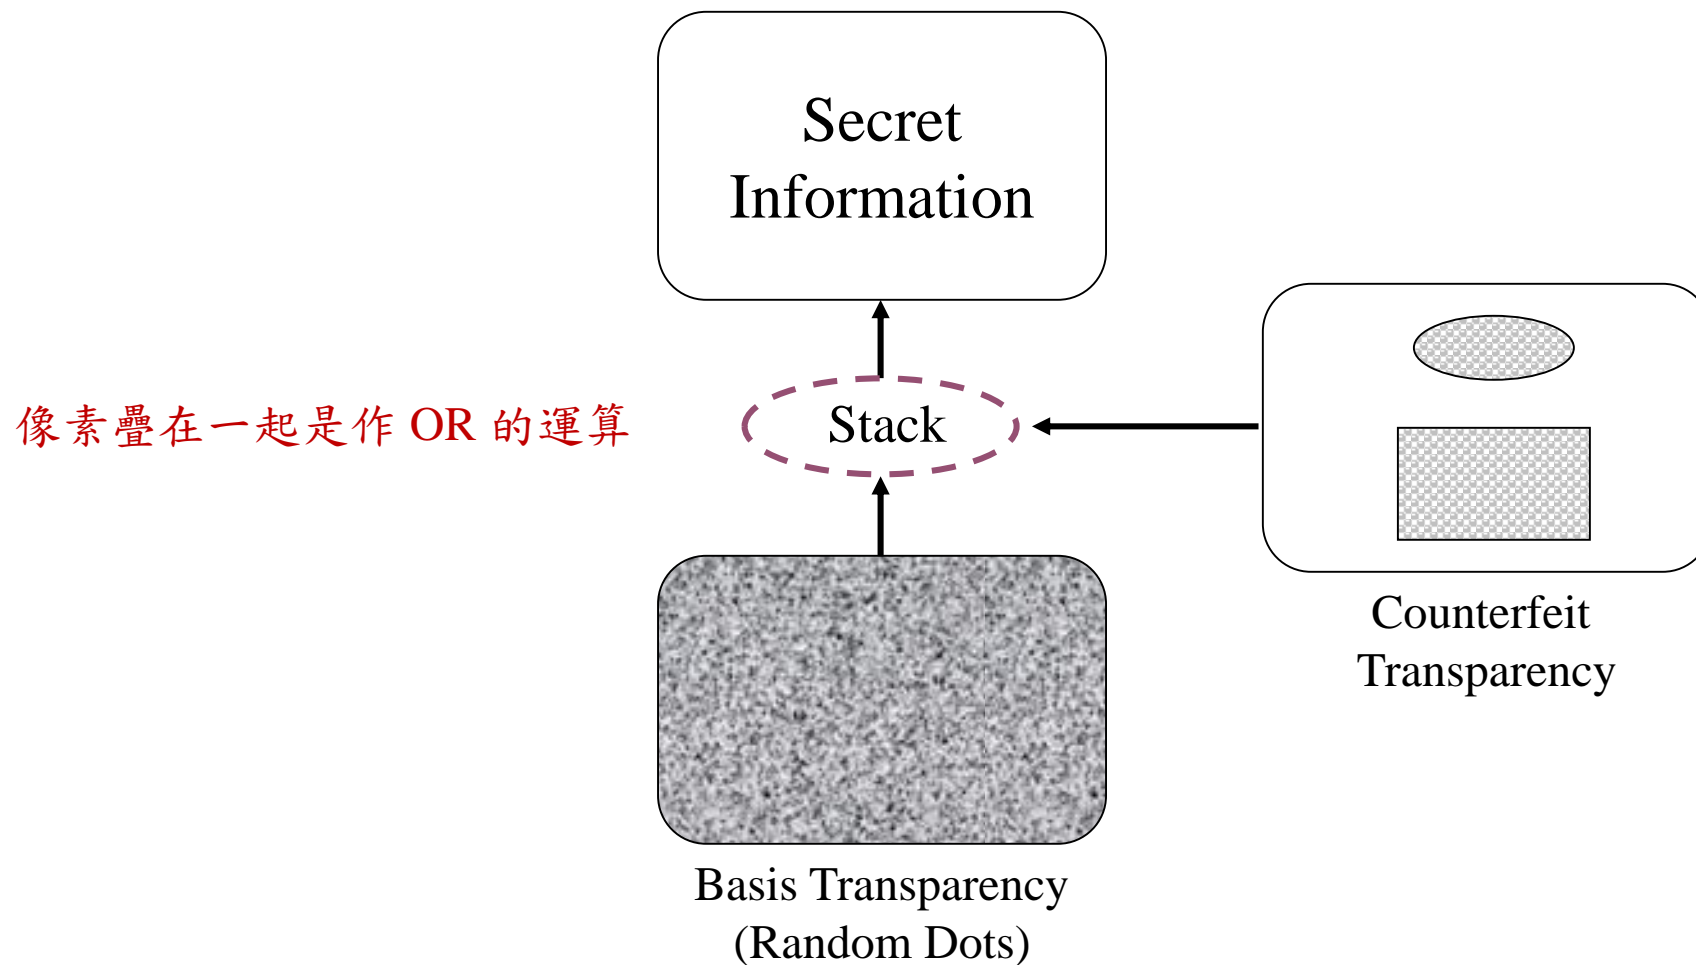 Secret
Information
像素疊在一起是作 OR 的運算
Stack
Counterfeit
Transparency
Basis Transparency
(Random Dots)